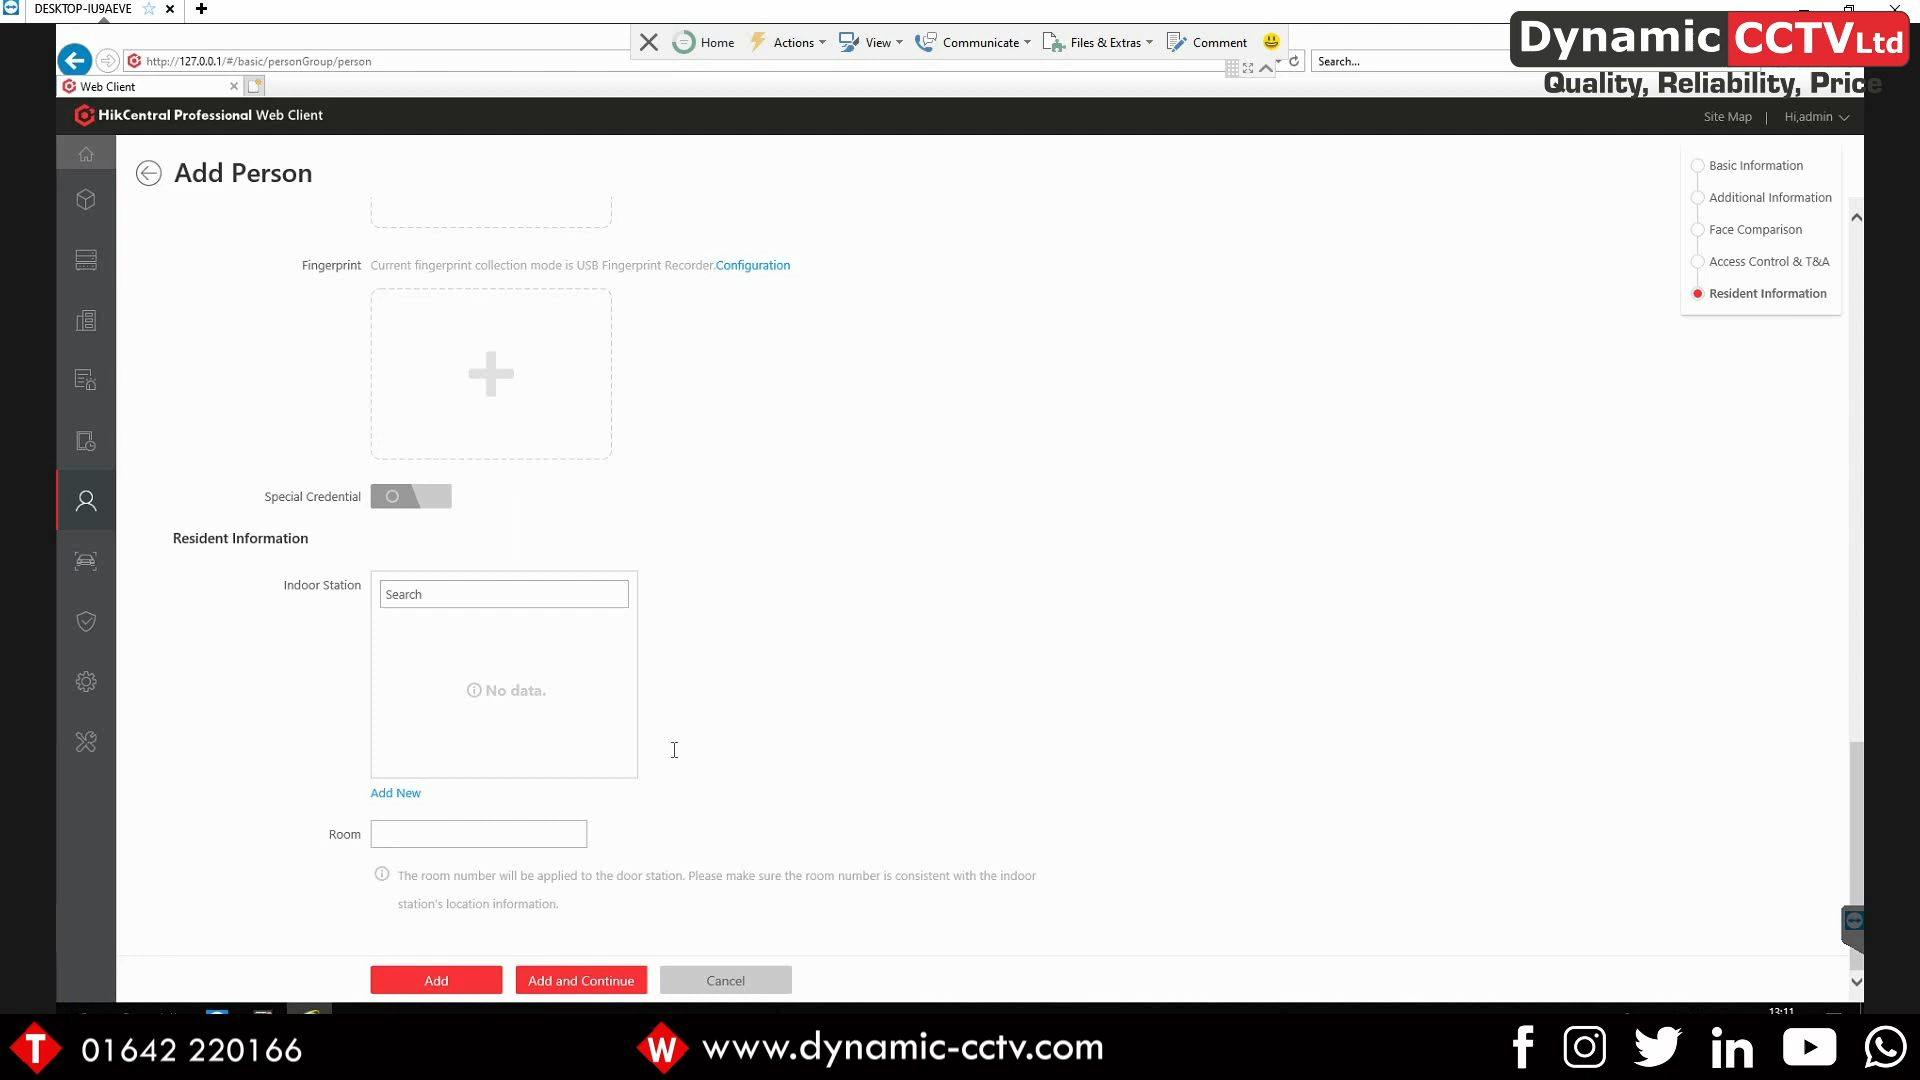 DESKTOP-IU9AEVE
Home Actions View Communicate Files & Extras Comment
Dynamic CCTV Ltd
Quality, Reliability, Price
http://127.0.0.1/#/basic/personGroup/person
Search...
Web Client
HikCentral Professional Web Client
Site Map | Hi,admin
Add Person
Basic Information
Additional Information
Face Comparison
Access Control & T&A
Resident Information
Fingerprint Current fingerprint collection mode is USB Fingerprint Recorder.Configuration
Special Credential
Resident Information
Indoor Station
Search
No data.
Add New
Room
The room number will be applied to the door station. Please make sure the room number is consistent with the indoor
station's location information.
Add Add and Continue Cancel
13:11
T 01642 220166
W www.dynamic-cctv.com